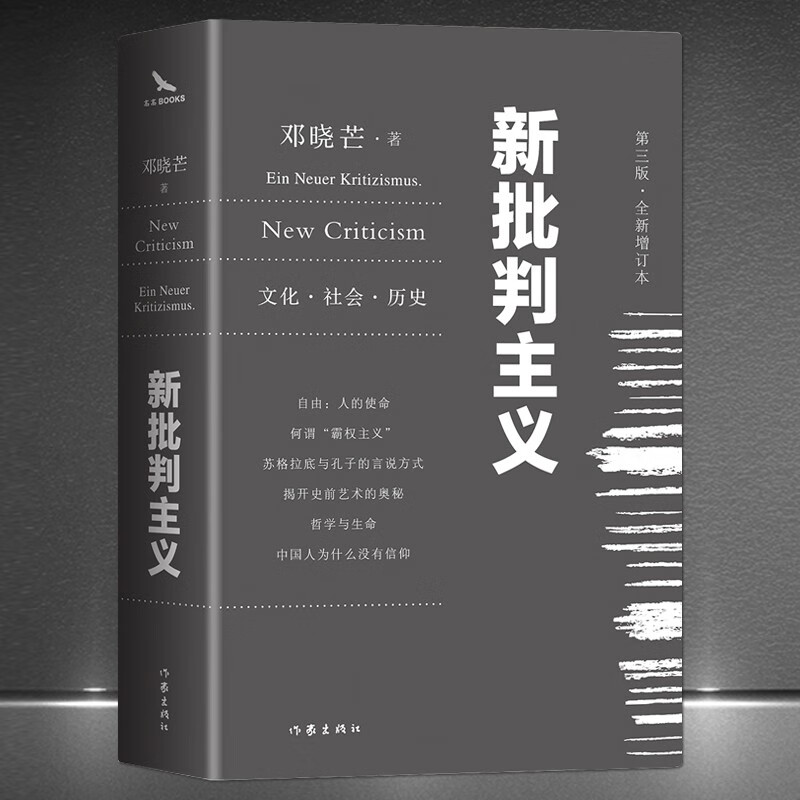 高高BOOKS
邓晓芒
著
New
Criticism
Ein Neuer
Kritizismus.
新批判主义
作家出版社
邓晓芒·著
Ein Neuer Kritizismus.
New Criticism
文化·社会·历史
自由：人的使命
何谓“霸权主义”
苏格拉底与孔子的言说方式
揭开史前艺术的奥秘
哲学与生命
中国人为什么没有信仰
作家出版社
新批判主义
第三版·全新增订本